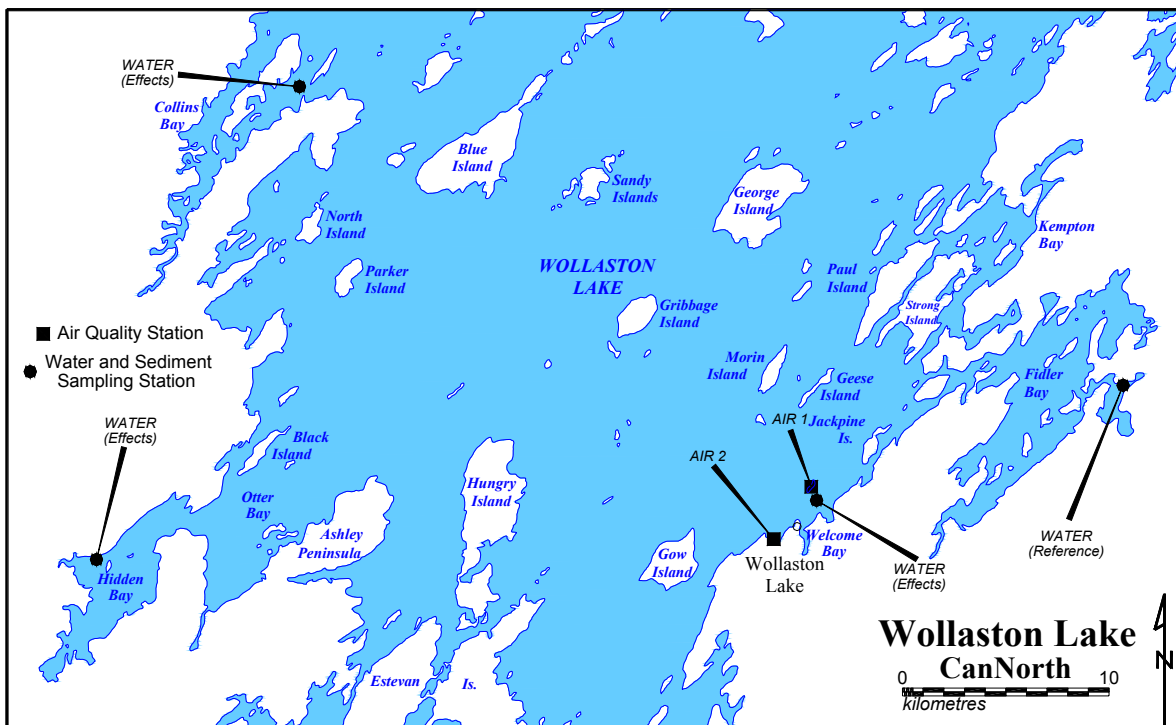 WATER
(Effects)
Collins
Bay
Blue
Island
Sandy
Islands
George
Island
North
Island
Kempton
Bay
WOLLASTON
LAKE
Parker
Island
Paul
Island
Gribbage
Island
Strong
Island
Air Quality Station
Water and Sediment
Sampling Station
Morin
Island
Geese
Island
Fidler
Bay
AIR 1
Jackpine
Is.
WATER
(Effects)
Black
Island
AIR 2
Hungry
Island
Otter
Bay
Ashley
Peninsula
Welcome
Bay
WATER
(Reference)
Gow
Island
Wollaston
Lake
WATER
(Effects)
Hidden
Bay
Wollaston Lake
CanNorth
0 10
kilometres
N
Estevan
Is.